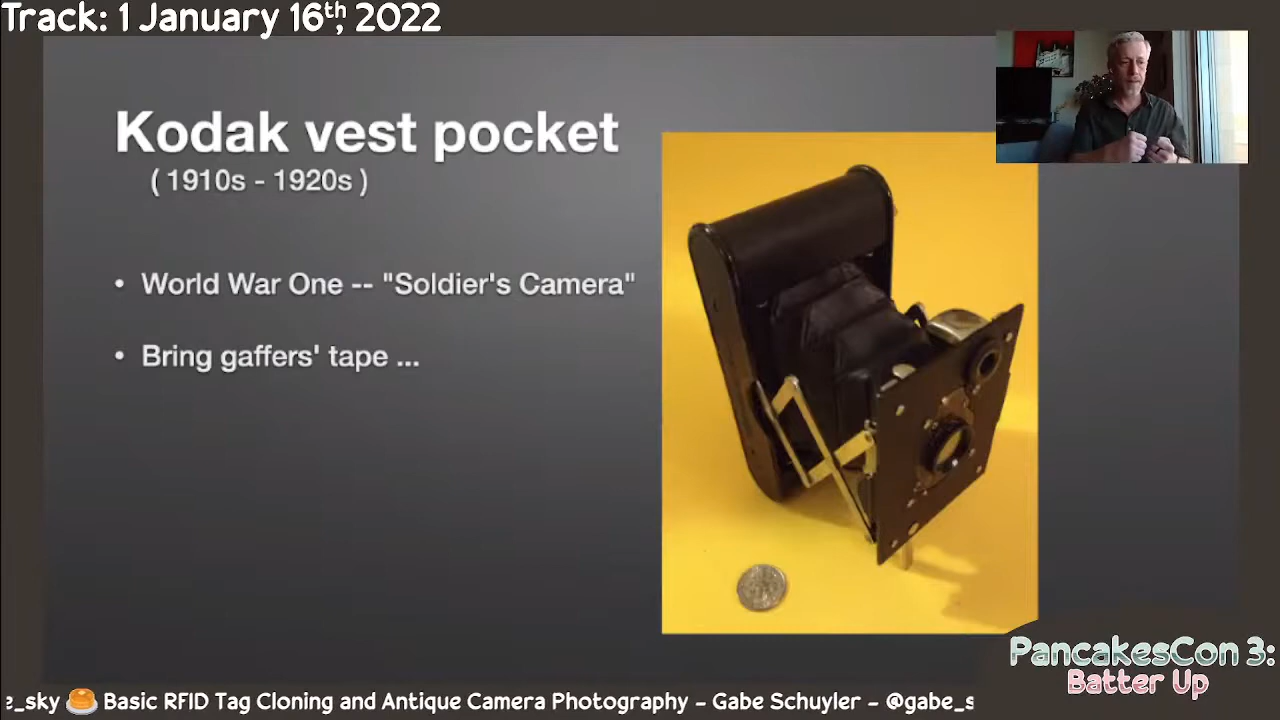 Track: 1 January 16th, 2022
Kodak vest pocket
( 1910s - 1920s )
• World War One -- "Soldier's Camera"
• Bring gaffers' tape ...
PancakesCon 3:
Batter Up
e_sky 🥞 Basic RFID Tag Cloning and Antique Camera Photography - Gabe Schuyler - @gabe_s